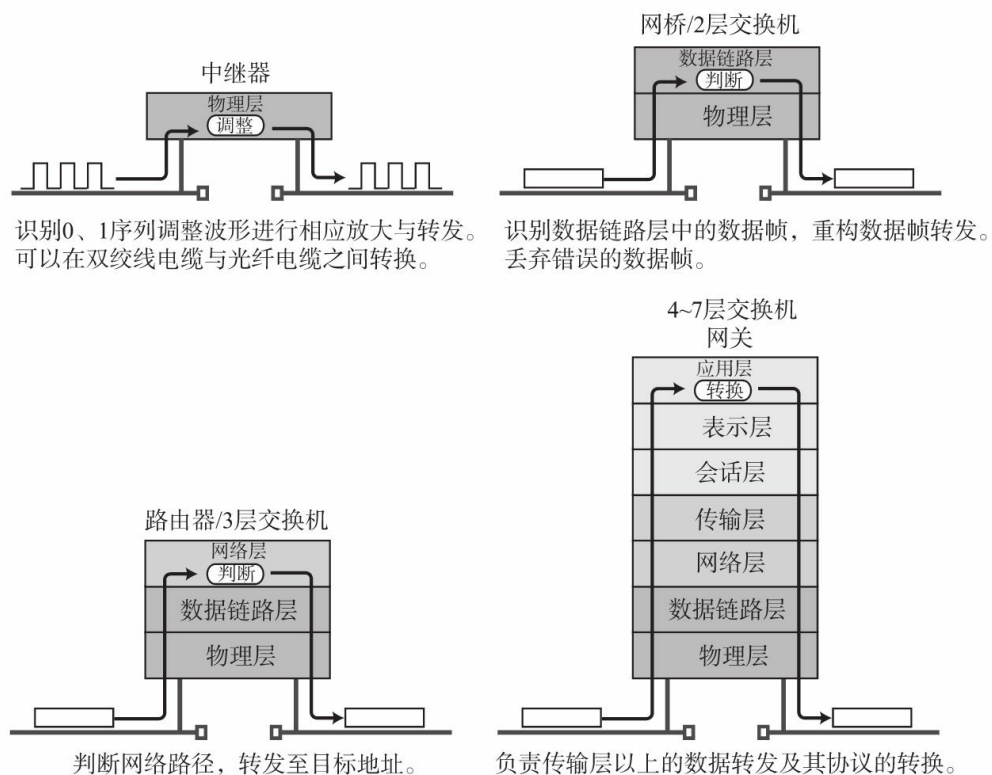 中继器
物理层
调整
识别0、1序列调整波形进行相应放大与转发。
可以在双绞线电缆与光纤电缆之间转换。
网桥/2层交换机
数据链路层
判断
物理层
识别数据链路层中的数据帧，重构数据帧转发。
丢弃错误的数据帧。
路由器/3层交换机
网络层
判断
数据链路层
物理层
判断网络路径，转发至目标地址。
4~7层交换机
网关
应用层
转换
表示层
会话层
传输层
网络层
数据链路层
物理层
负责传输层以上的数据转发及其协议的转换。